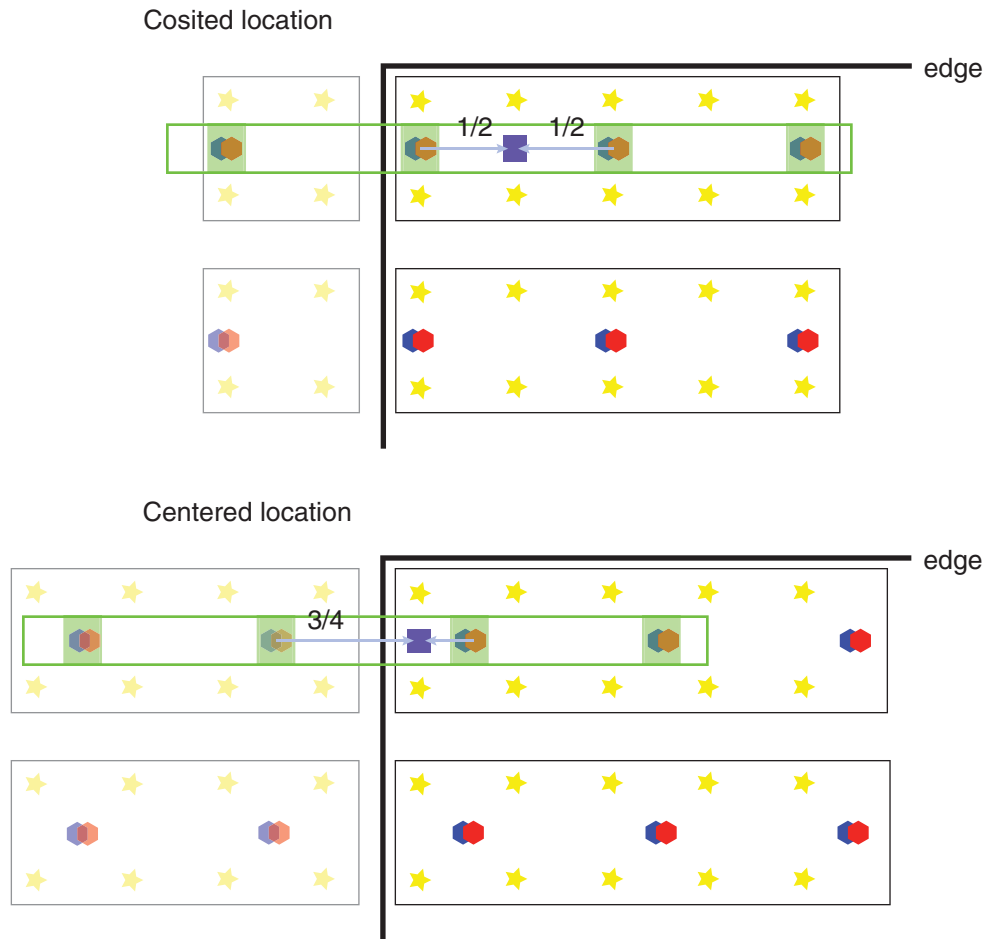 Cosited location
edge
1/2 1/2
Centered location
edge
3/4